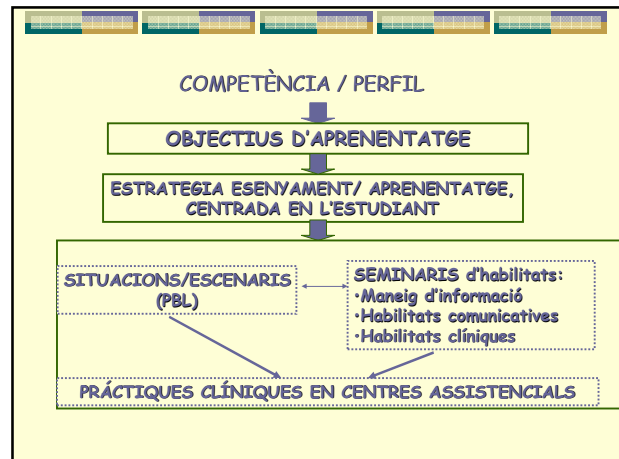 COMPETÈNCIA / PERFIL
OBJECTIUS D'APRENENTATGE
ESTRATEGIA ESENYAMENT/ APRENENTATGE,
CENTRADA EN L'ESTUDIANT
SITUACIONS/ESCENARIS
(PBL)
SEMINARIS d'habilitats:
•Maneig d'informació
•Habilitats comunicatives
•Habilitats clíniques
PRÁCTIQUES CLÍNIQUES EN CENTRES ASSISTENCIALS